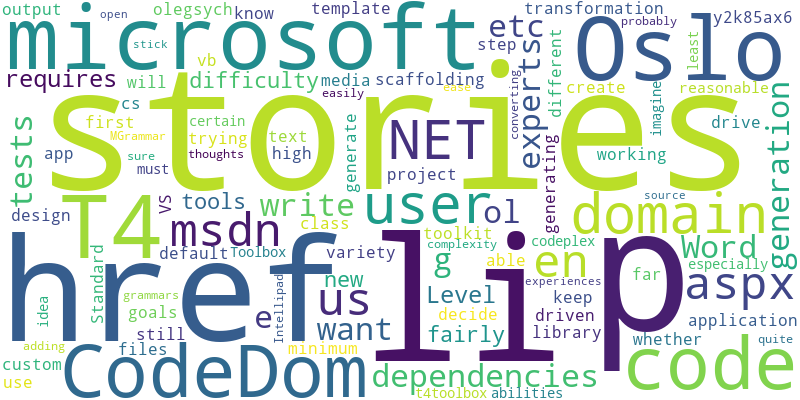 output
open
olegsych
know
template
transformation
y2k85ax6
stick
microsoft
etc
Oslo
probably
least
requires
vb
will
difficulty
media
scaffolding
step
experts
converting
easily
ease
different
create
reasonable
imagine
cs
first
MGrammar
trying
certain
text
sure
thoughts
stories
generate
high
NET
project
drive
working
generation
tests
app
must
VS
tools
write
user
ol
generating
source
domain
design
T4
msdn
class
toolkit
complexity
codeplex
Word
especially
default
Toolbox
variety
g
able
en
experiences
far
aspx
href
lip
Standard
grammars
goals
idea
Intellipad
e
us
new
Level
decide
keep
driven
application
still
want
fairly
library
whether
adding
files
minimum
quite
custom
use
CodeDom
dependencies
t4toolbox
abilities
code